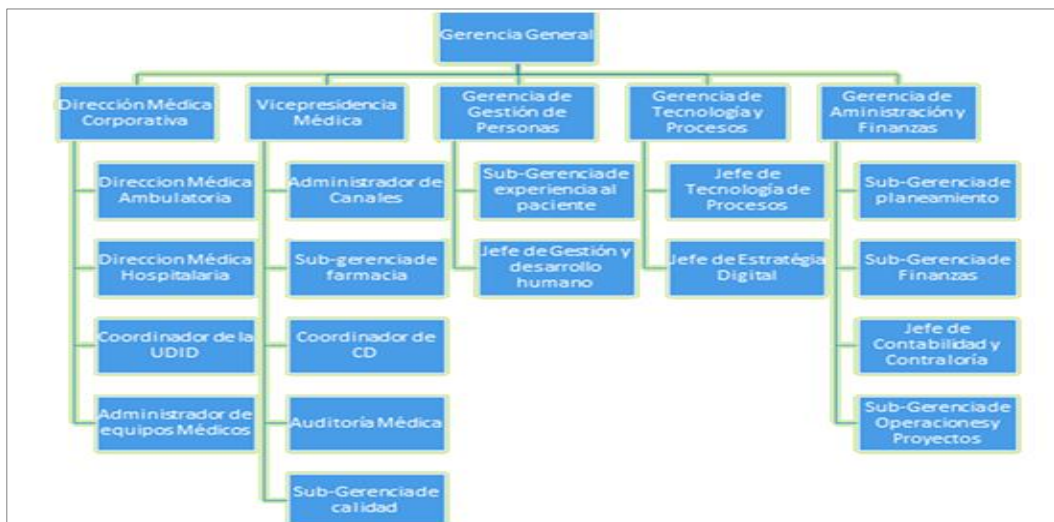 Gerencia General
Dirección Médica
Corporativa
Direccion Médica
Ambulatoria
Direccion Médica
Hospitalaria
Coordinador de la
UDID
Administrador de
equipos Médicos
Vicepresidencia
Médica
Administrador de
Canales
Sub-gerencia de
farmacia
Coordinador de
CD
Auditoría Médica
Sub-Gerencia de
calidad
Gerencia de
Gestión de
Personas
Sub-Gerencia de
experiencia al
paciente
Jefe de Gestión y
desarrollo
humano
Gerencia de
Tecnología y
Procesos
Jefe de
Tecnología de
Procesos
Jefe de Estratégia
Digital
Gerencia de
Aministración y
Finanzas
Sub-Gerencia de
planeamiento
Sub-Gerencia de
Finanzas
Jefe de
Contabilidad y
Contraloría
Sub-Gerencia de
Operaciones y
Proyectos